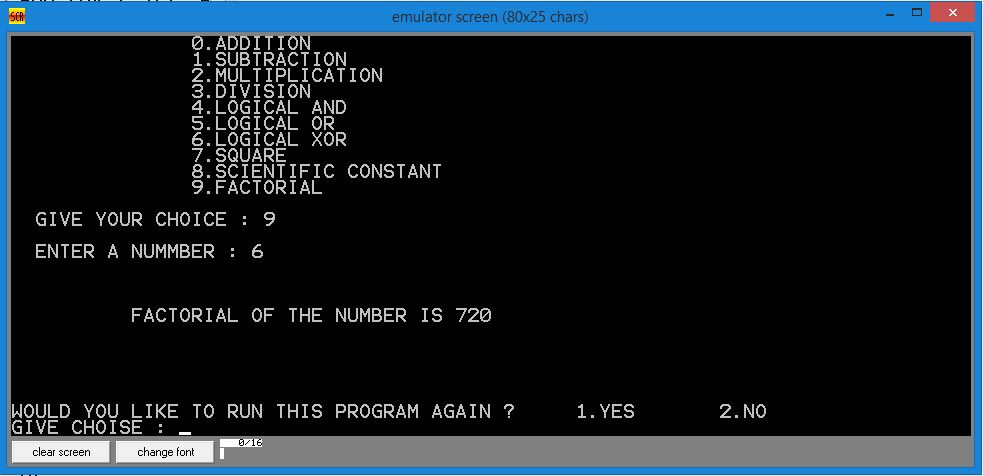 SCR
emulator screen (80x25 chars)
0.ADDITION
1.SUBTRACTION
2.MULTIPLICATION
3.DIVISION
4.LOGICAL AND
5.LOGICAL OR
6.LOGICAL XOR
7.SQUARE
8.SCIENTIFIC CONSTANT
9.FACTORIAL
GIVE YOUR CHOICE : 9
ENTER A NUMMBER : 6
FACTORIAL OF THE NUMBER IS 720
WOULD YOU LIKE TO RUN THIS PROGRAM AGAIN ? 1.YES 2.NO
GIVE CHOISE : _
clear screen change font 0/16